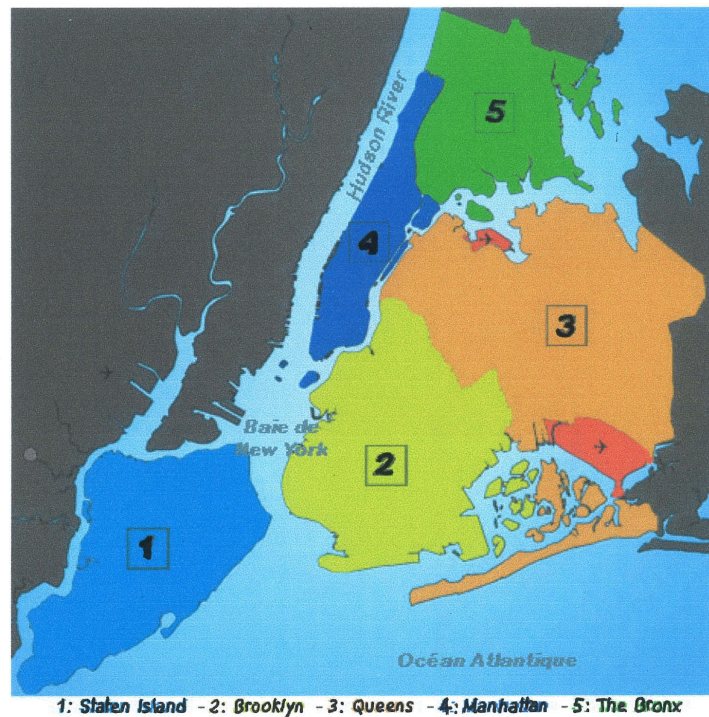 5
Hudson River
4
3
Baie de
New York
2
1
Océan Atlantique
1: Staten Island - 2: Brooklyn - 3: Queens - 4: Manhattan - 5: The Bronx